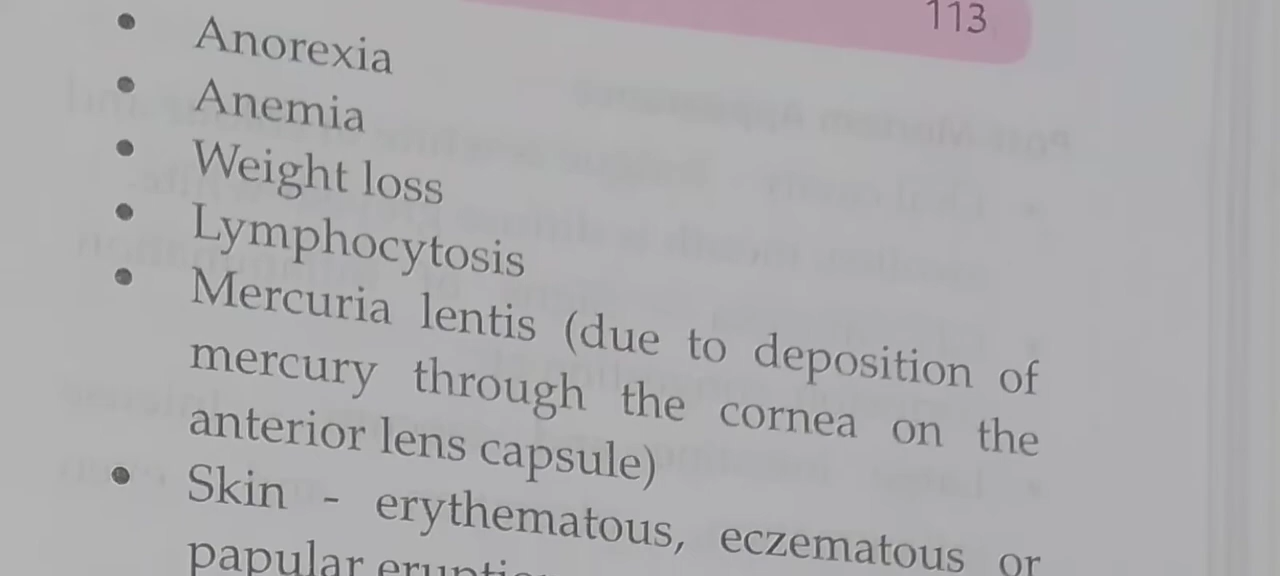 113
• Anorexia
• Anemia
• Weight loss
• Lymphocytosis
• Mercuria lentis (due to deposition of
mercury through the cornea on the
anterior lens capsule)
• Skin - erythematous, eczematous or
papular